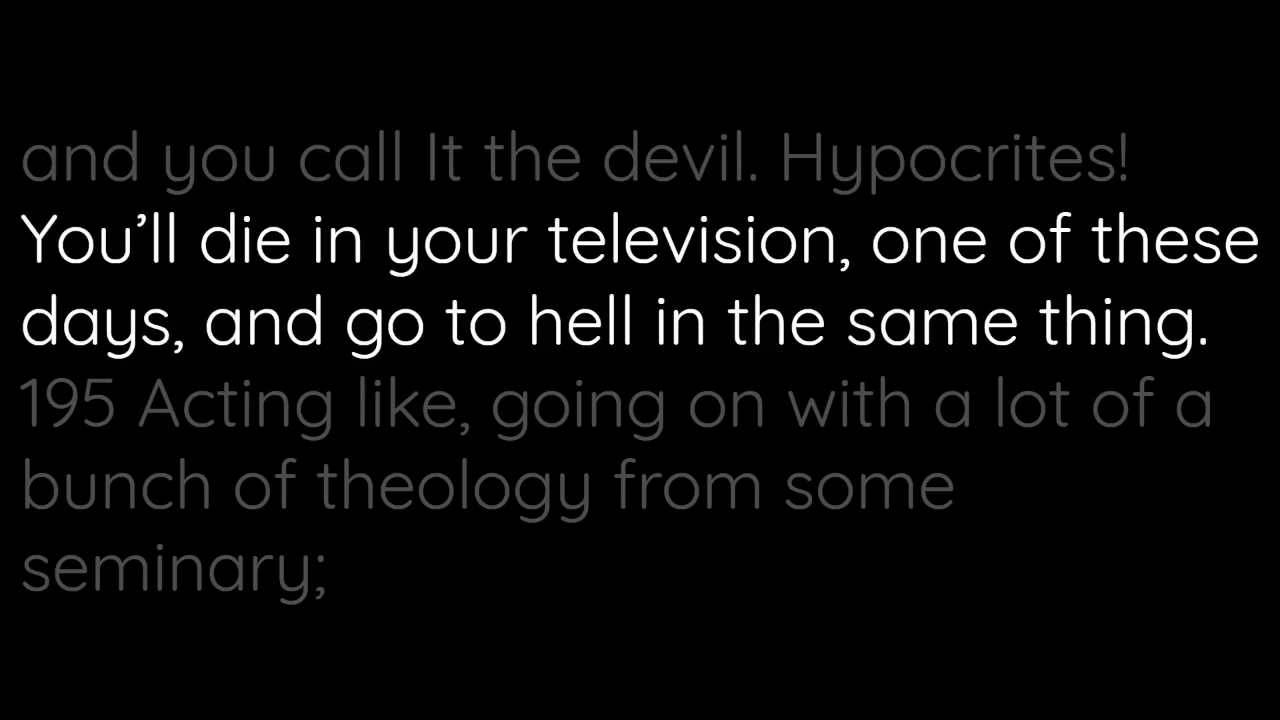 and you call It the devil. Hypocrites!
You’ll die in your television, one of these
days, and go to hell in the same thing.
195 Acting like, going on with a lot of a
bunch of theology from some
seminary;